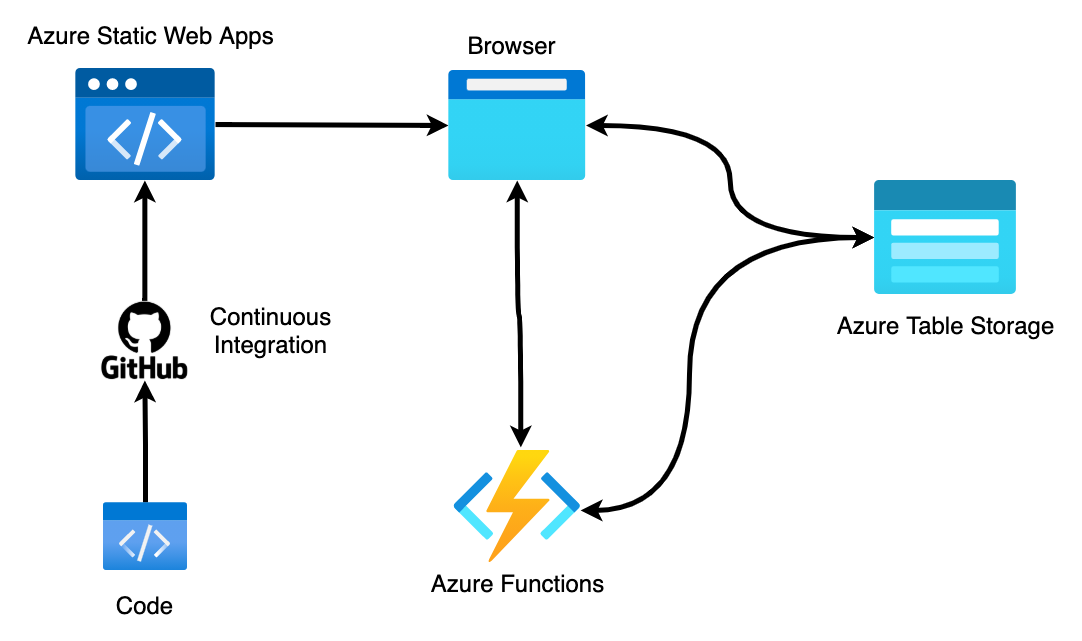 Azure Static Web Apps
Browser
Continuous
Integration
GitHub
Azure Table Storage
Azure Functions
Code